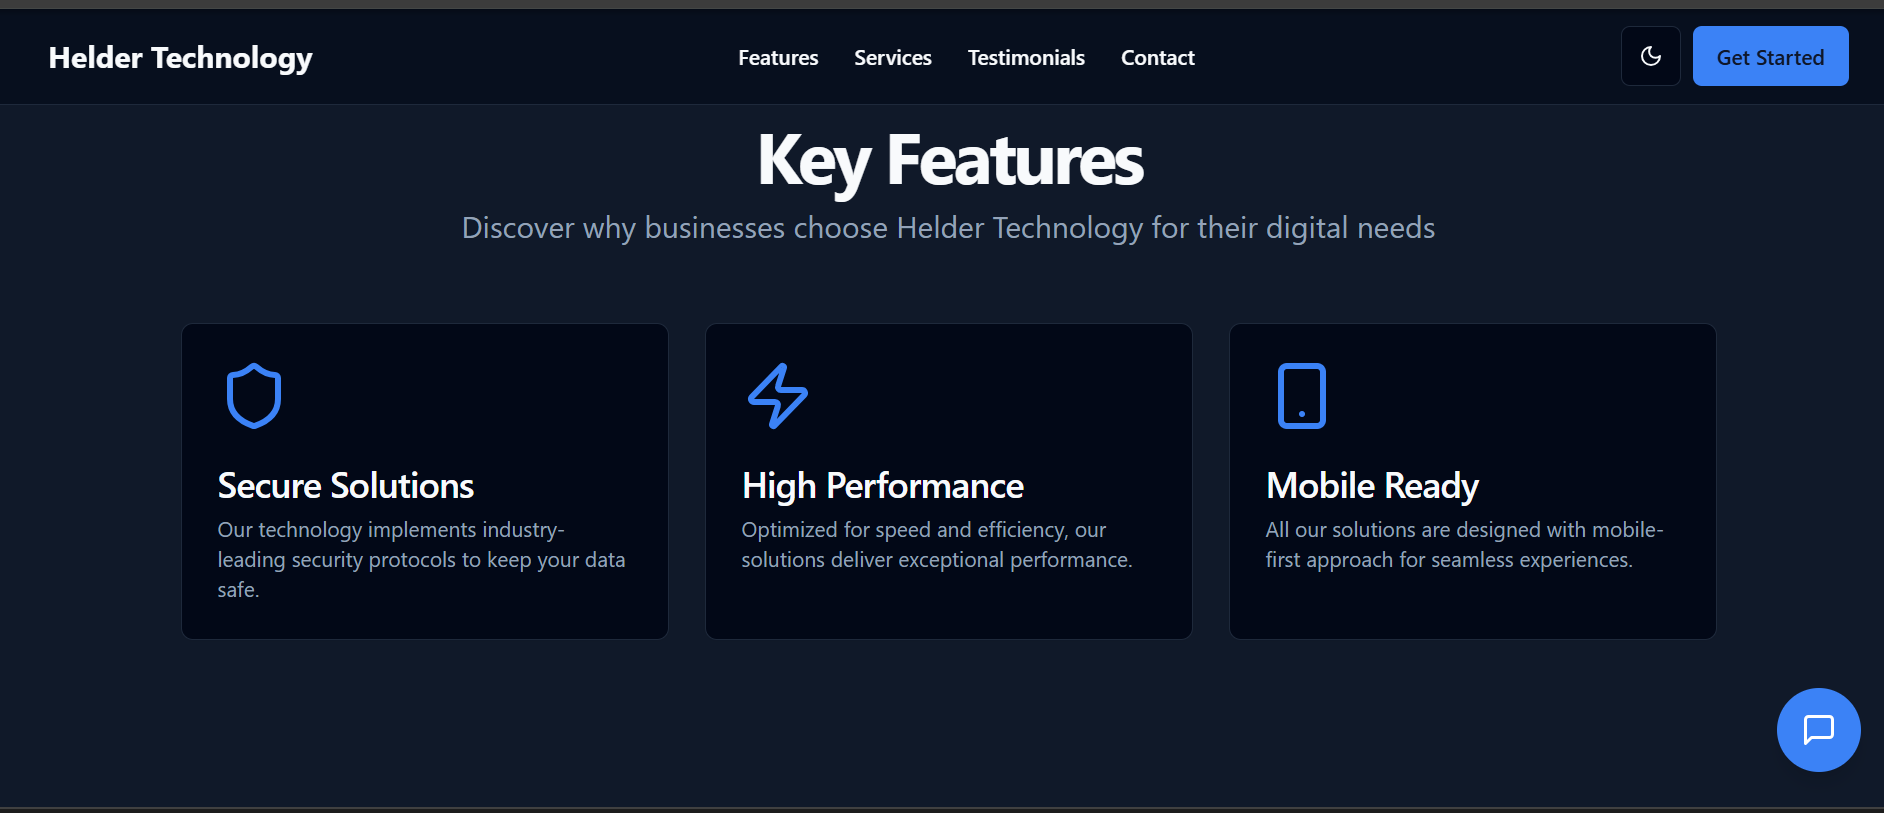 Helder Technology
Features
Services
Testimonials
Contact
Get Started
Key Features
Discover why businesses choose Helder Technology for their digital needs
Secure Solutions
Our technology implements industry-
leading security protocols to keep your data
safe.
High Performance
Optimized for speed and efficiency, our
solutions deliver exceptional performance.
Mobile Ready
All our solutions are designed with mobile-
first approach for seamless experiences.